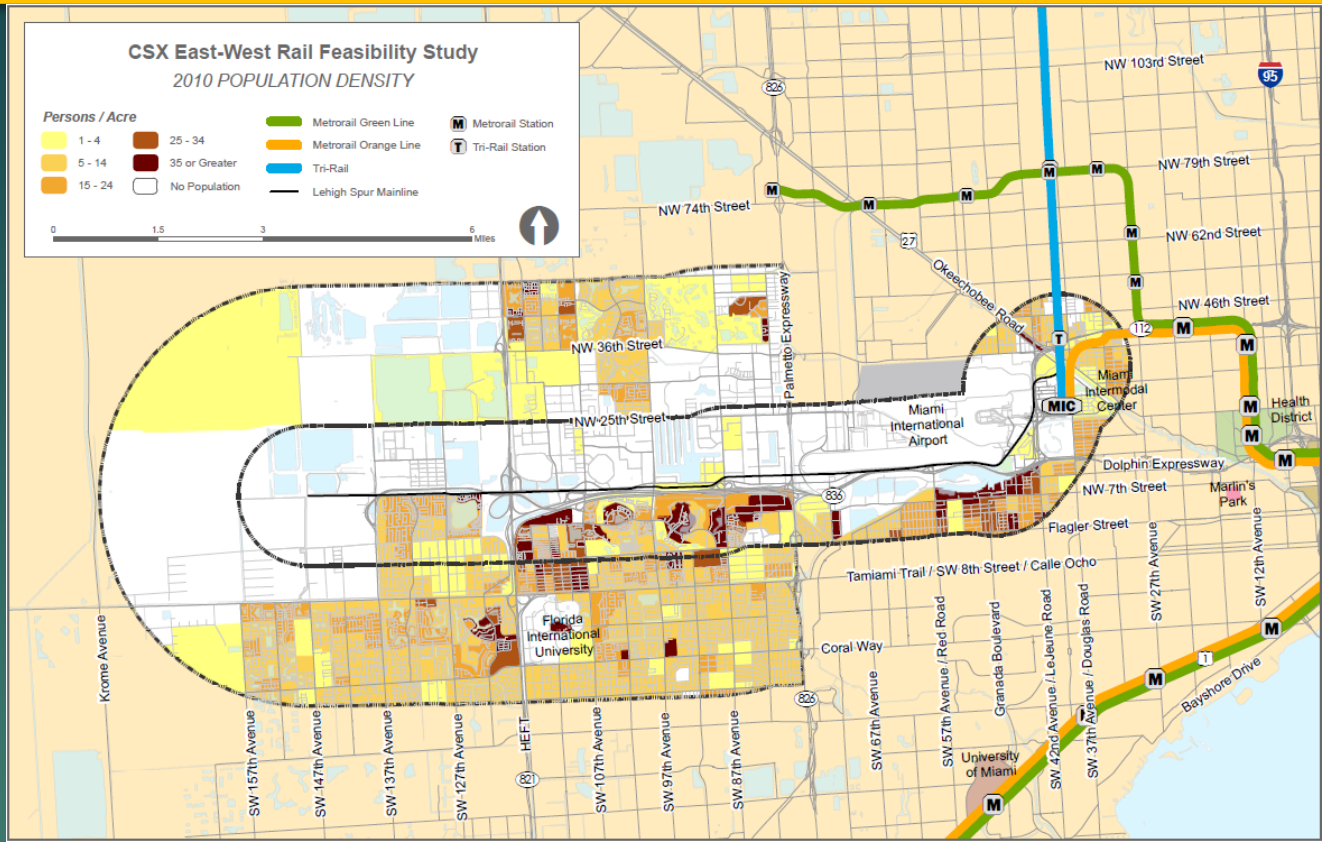 CSX East-West Rail Feasibility Study
2010 POPULATION DENSITY
Persons / Acre
1 - 4
5 - 14
15 - 24
25 - 34
35 or Greater
No Population
Metrorail Green Line
Metrorail Orange Line
Tri-Rail
Lehigh Spur Mainline
M Metrorail Station
T Tri-Rail Station
0 1.5 3 6
Miles
826
NW 103rd Street
95
NW 79th Street
M
M
M
M
M
M
NW 74th Street
27
M
NW 62nd Street
Okeechobee Road
M
NW 46th Street
112
M
M
T
NW 36th Street
Palmetto Expressway
Miami
Intermodal
Center
MIC
M
Health
District
M
M
NW 25th Street
Miami
International
Airport
Dolphin Expressway
NW 7th Street
Marlin's
Park
836
Flagler Street
Tamiami Trail / SW 8th Street / Calle Ocho
Florida
International
University
Coral Way
Krome Avenue
SW 157th Avenue
SW 147th Avenue
SW 137th Avenue
SW 127th Avenue
HEFT
821
SW 107th Avenue
SW 97th Avenue
SW 87th Avenue
826
SW 67th Avenue
SW 57th Avenue / Red Road
Granada Boulevard
SW 42nd Avenue / LeJeune Road
SW 37th Avenue / Douglas Road
SW 27th Avenue
SW 12th Avenue
M
1
M
M
Bayshore Drive
University
of Miami
M